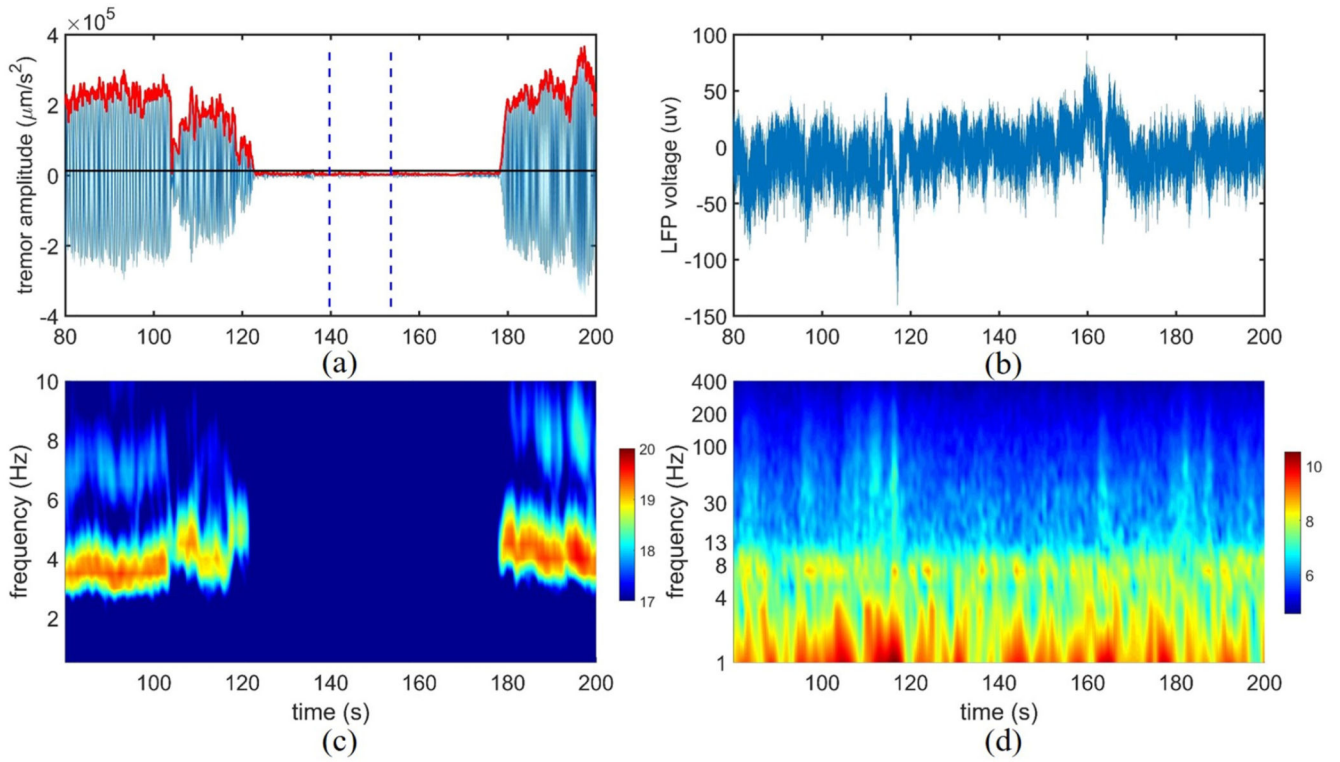 ×10⁵
4
2
0
-2
-4
tremor amplitude (μm/s²)
80 100 120 140 160 180 200
(a)
100
50
0
-50
-100
-150
LFP voltage (uv)
80 100 120 140 160 180 200
(b)
10
8
6
4
2
frequency (Hz)
100 120 140 160 180 200
time (s)
20
19
18
17
(c)
400
200
100
30
13
8
4
1
frequency (Hz)
100 120 140 160 180 200
time (s)
10
8
6
(d)